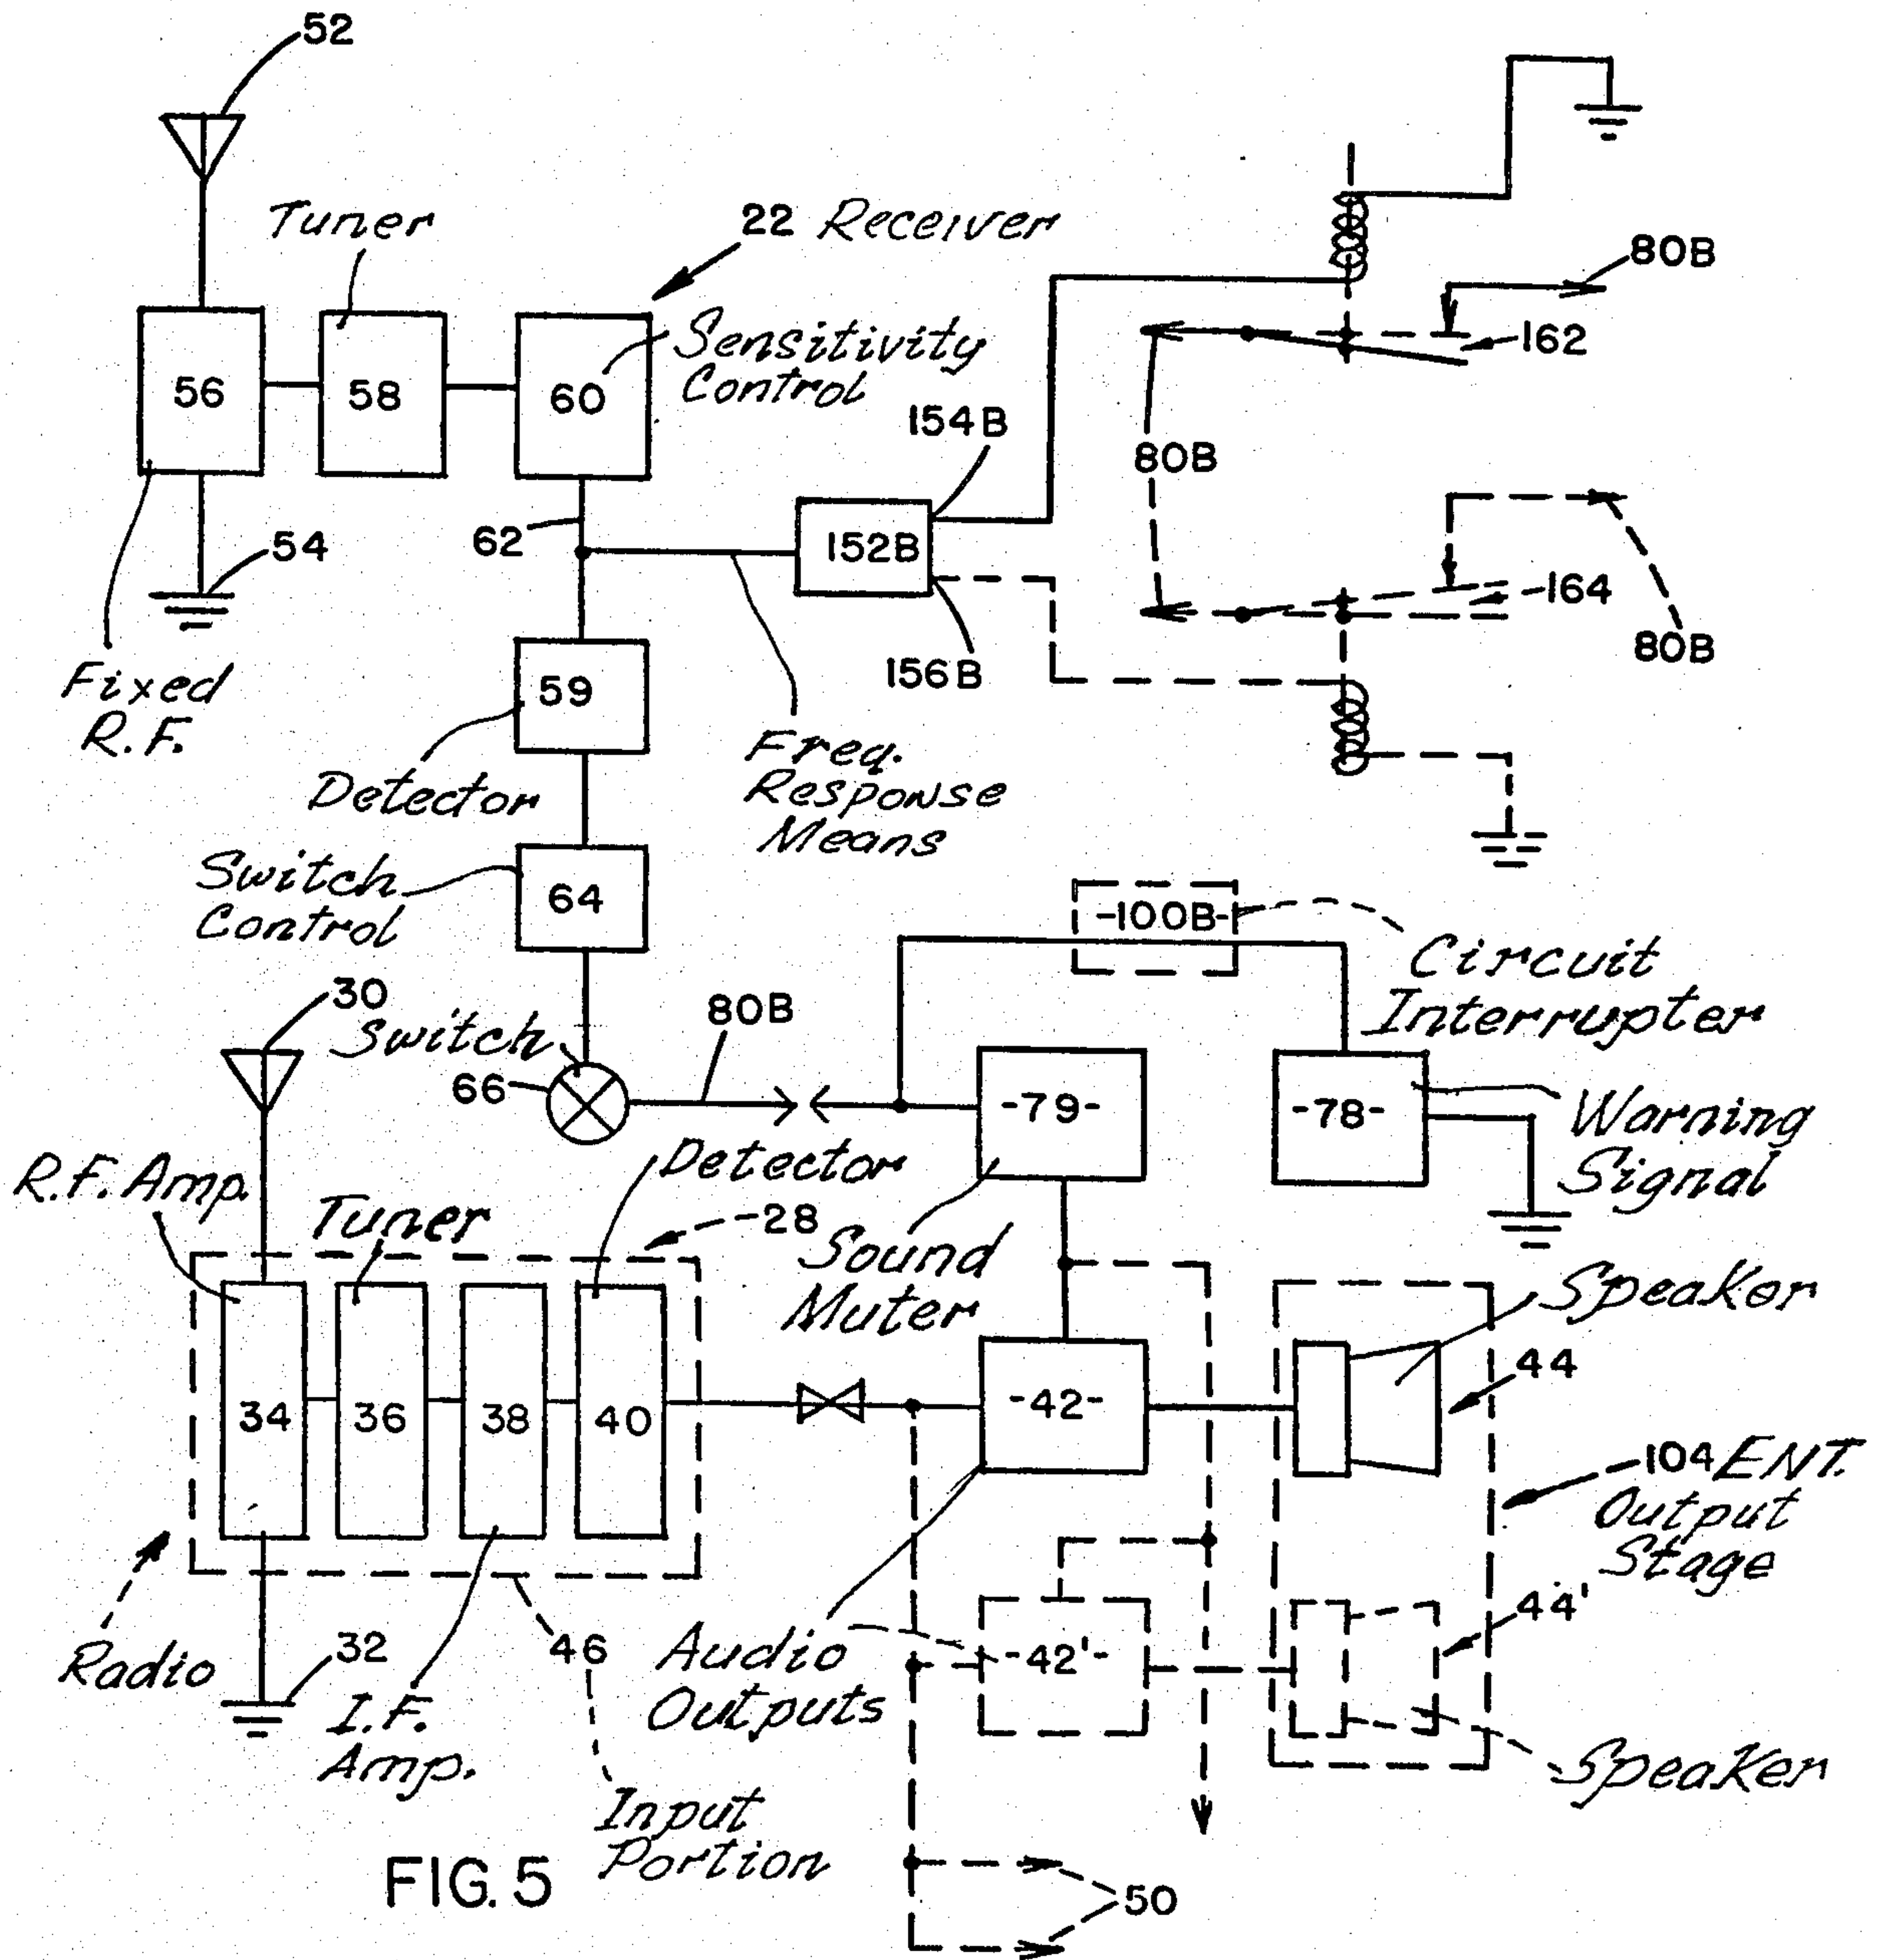 52
Tuner
22 Receiver
80B
Sensitivity
Control
162
56
58
60
154B
80B
62
152B
54
164
80B
156B
Fixed
R.F.
59
Detector
Freq.
Response
Means
Switch
Control
64
-100B-
Circuit
Interrupter
30
Switch
66
80B
-79-
-78-
Warning
Signal
Detector
R.F. Amp.
Tuner
28
Sound
Muter
Speaker
34
36
38
40
-42-
44
104 ENT.
Output
Stage
44'
Radio
32
46
Audio
Outputs
-42'-
I.F.
Amp.
Speaker
Input
Portion
FIG. 5
50